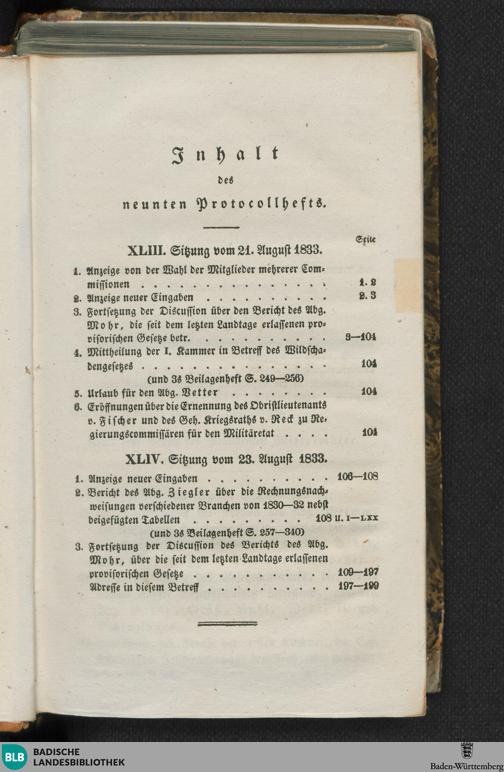 Inhalt
des
neunten Protocollhefts.
Seite
XLIII. Sitzung vom 21. August 1833.
1. Anzeige von der Wahl der Mitglieder mehrerer Com-
missionen . . . . . . . . . . . . . . 1. 2
2. Anzeige neuer Eingaben . . . . . . . . . 2. 3
3. Fortsetzung der Discussion über den Bericht des Abg.
Mohr, die seit dem letzten Landtage erlassenen pro-
visorischen Gesetze betr. . . . . . . . . . . 3—104
4. Mittheilung der I. Kammer in Betreff des Wildscha-
densgesetzes . . . . . . . . . . . . . . 104
(und 3s Beilagenheft S. 249—256)
5. Urlaub für den Abg. Vetter . . . . . . . . 104
6. Eröffnungen über die Ernennung des Obristlieutenants
v. Fischer und des Geh. Kriegsraths v. Reck zu Re-
gierungscommissären für den Militäretat . . . . 104
XLIV. Sitzung vom 23. August 1833.
1. Anzeige neuer Eingaben . . . . . . . . . 106—108
2. Bericht des Abg. Ziegler über die Rechnungsnach-
weisungen verschiedener Branchen von 1830—32 nebst
beigefügten Tabellen . . . . . . . . . 108 u. I—LXX
(und 3s Beilagenheft S. 257—340)
3. Fortsetzung der Discussion des Berichts des Abg.
Mohr, über die seit dem letzten Landtage erlassenen
provisorischen Gesetze . . . . . . . . . . 109—197
Adresse in diesem Betreff . . . . . . . . . 197—199
BLB BADISCHE
LANDESBIBLIOTHEK
Baden-Württemberg